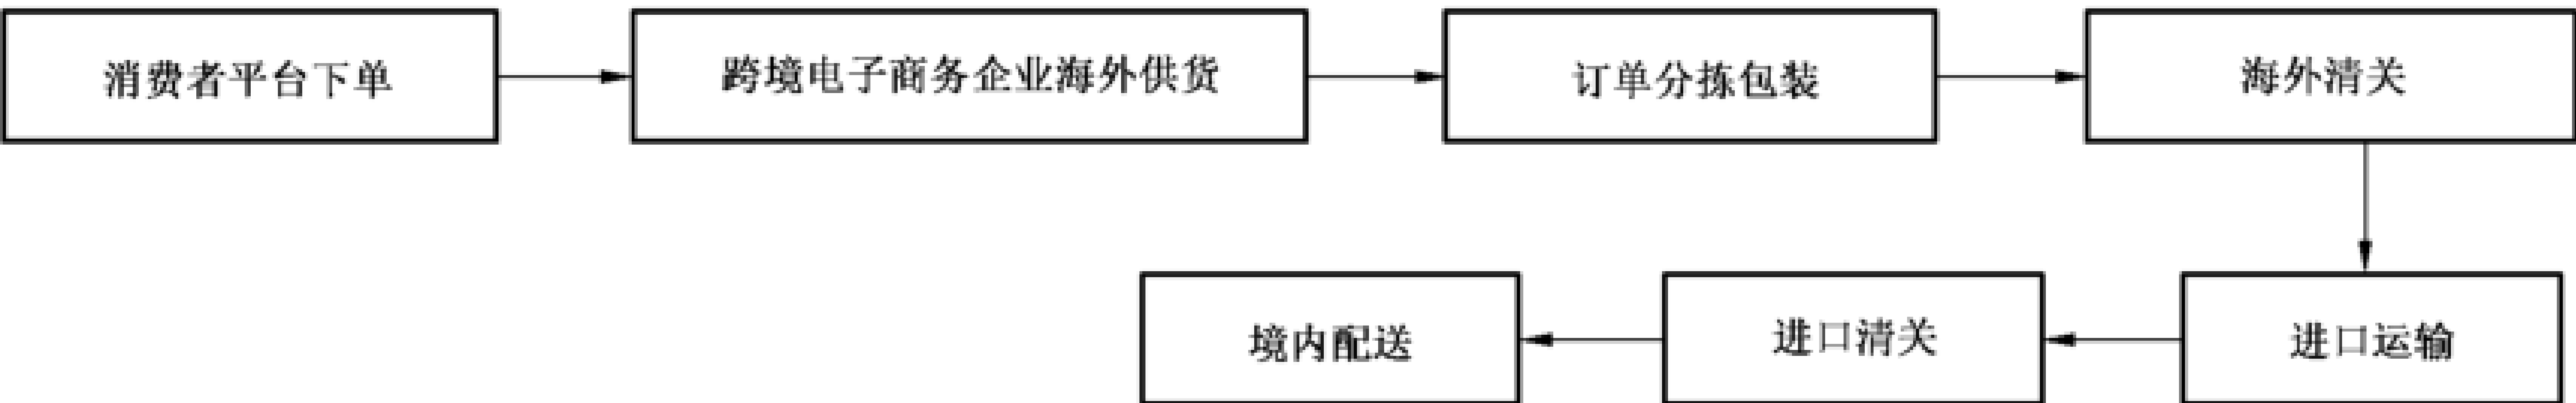 消费者平台下单
跨境电子商务企业海外供货
订单分拣包装
海外清关
进口运输
进口清关
境内配送